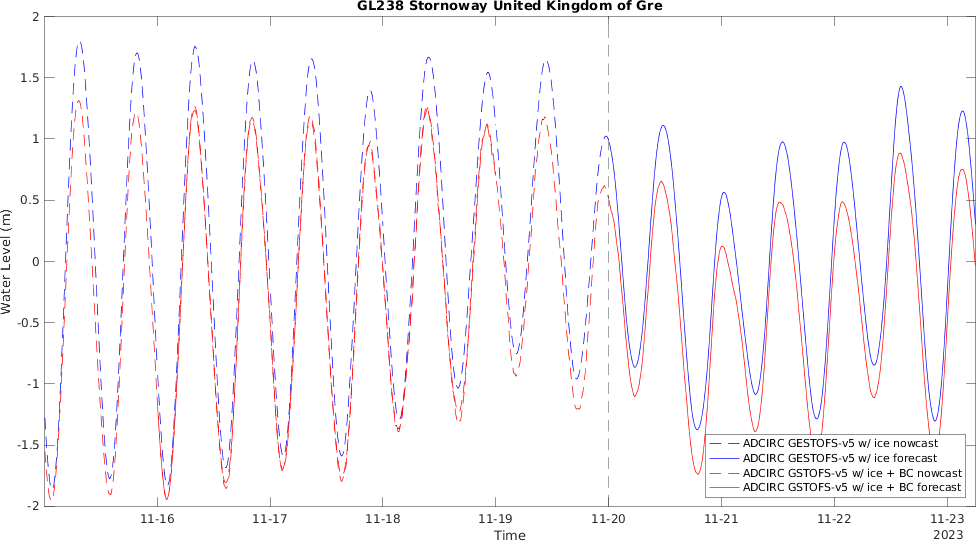 GL238 Stornoway United Kingdom of Gre
2
1.5
1
0.5
0
-0.5
-1
-1.5
-2
Water Level (m)
ADCIRC GESTOFS-v5 w/ ice nowcast
ADCIRC GESTOFS-v5 w/ ice forecast
ADCIRC GSTOFS-v5 w/ ice + BC nowcast
ADCIRC GSTOFS-v5 w/ ice + BC forecast
11-16 11-17 11-18 11-19 11-20 11-21 11-22 11-23
Time 2023